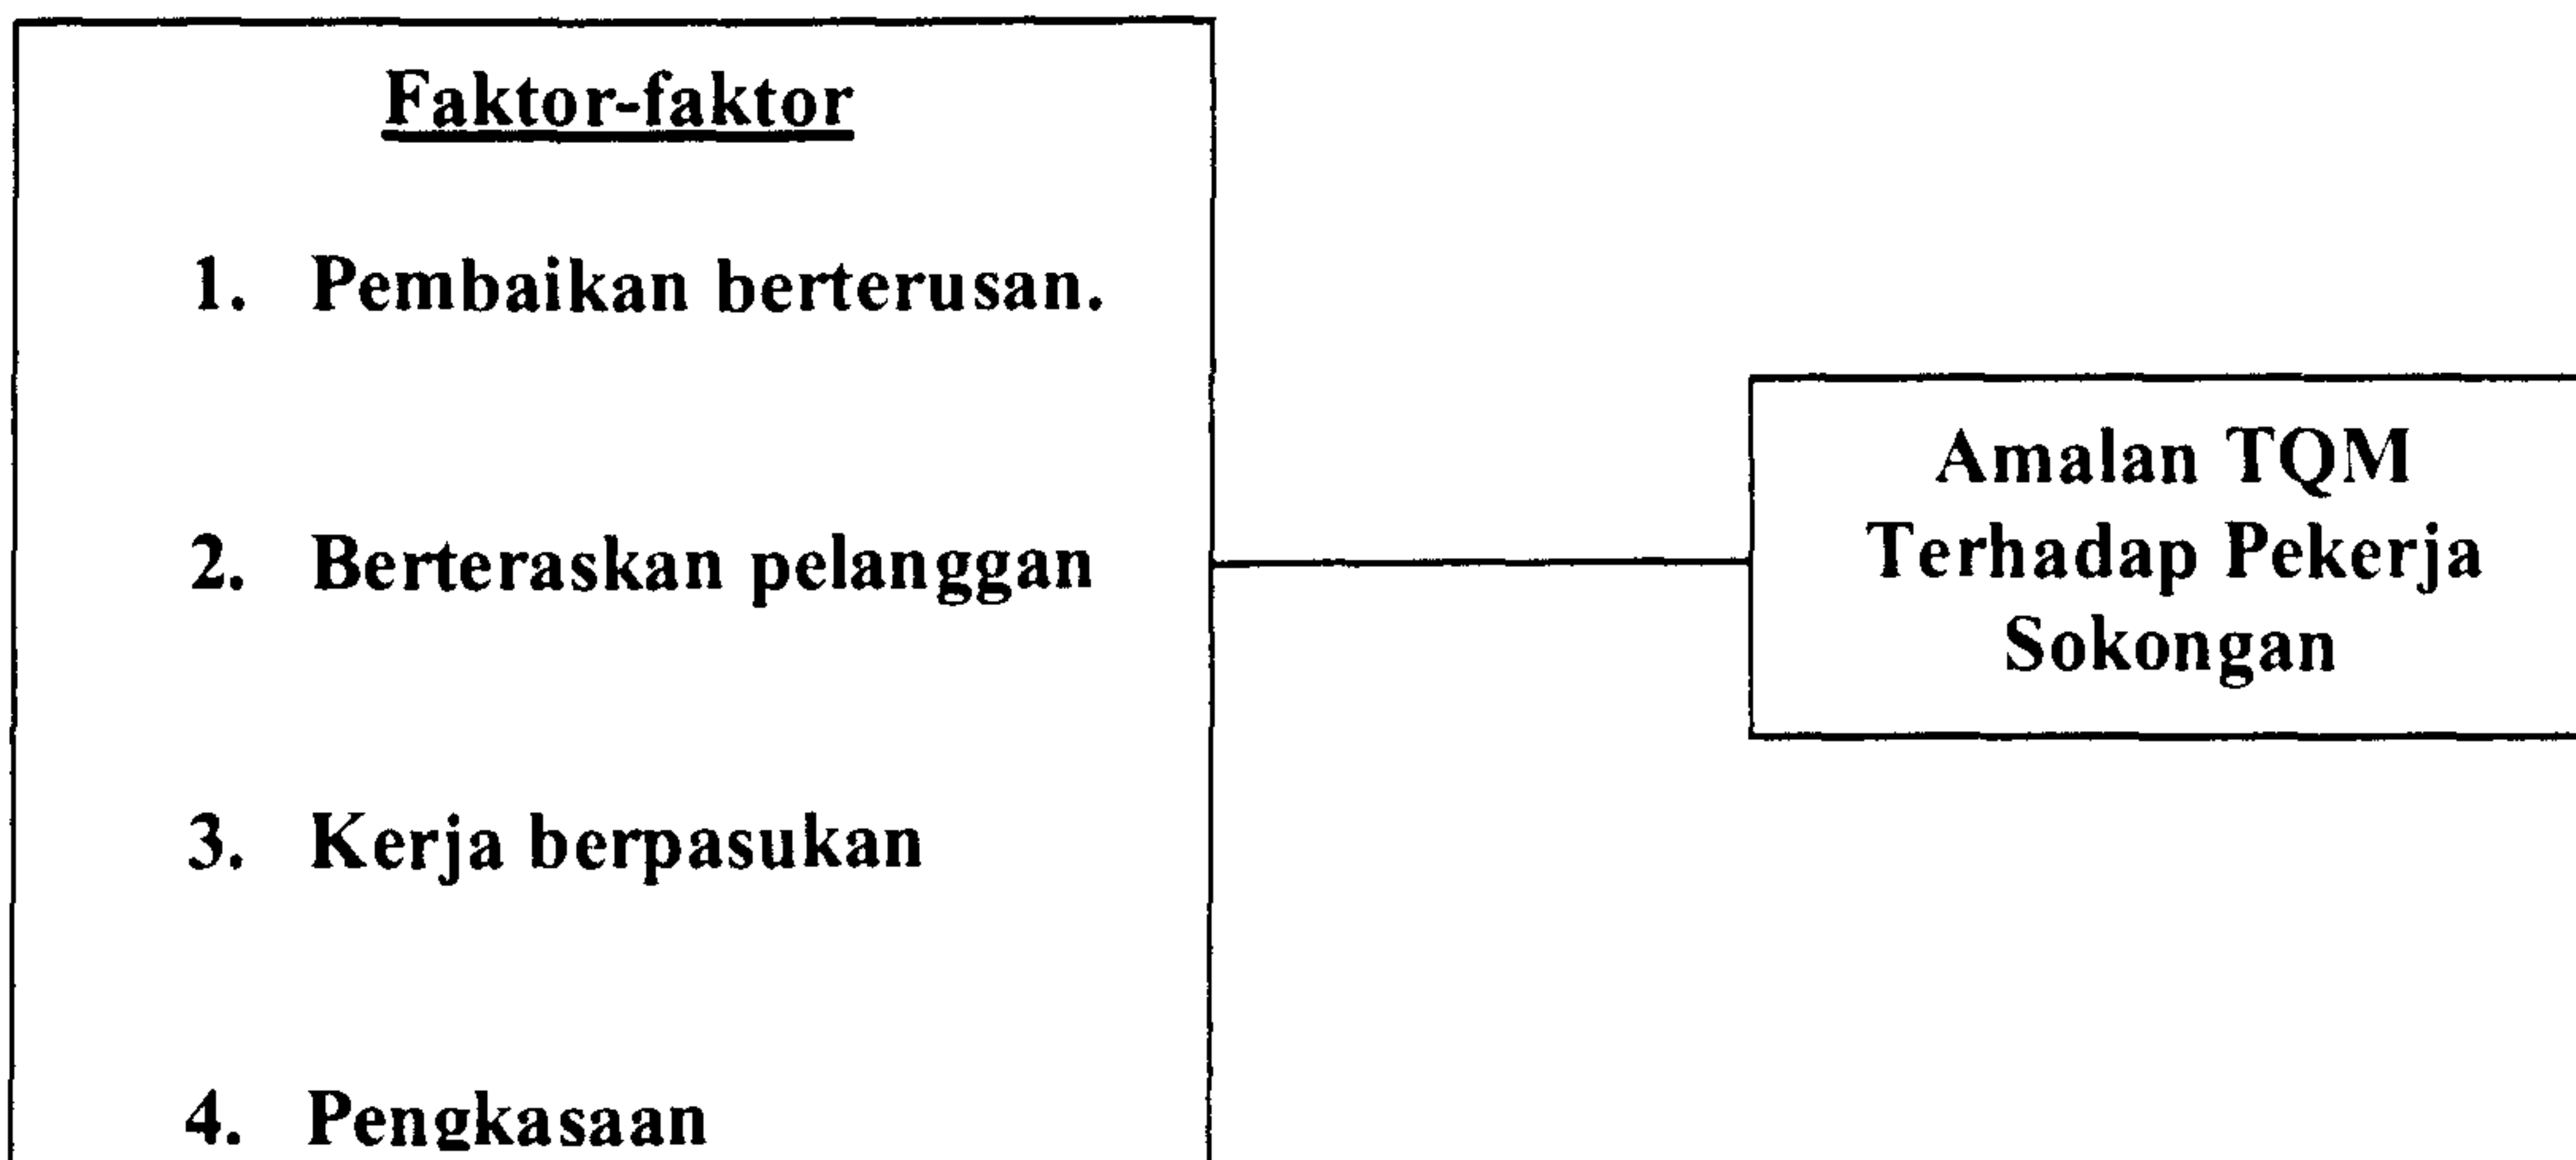 Faktor-faktor
1. Pembaikan berterusan.
2. Berteraskan pelanggan
3. Kerja berpasukan
4. Pengkasaan
Amalan TQM
Terhadap Pekerja
Sokongan